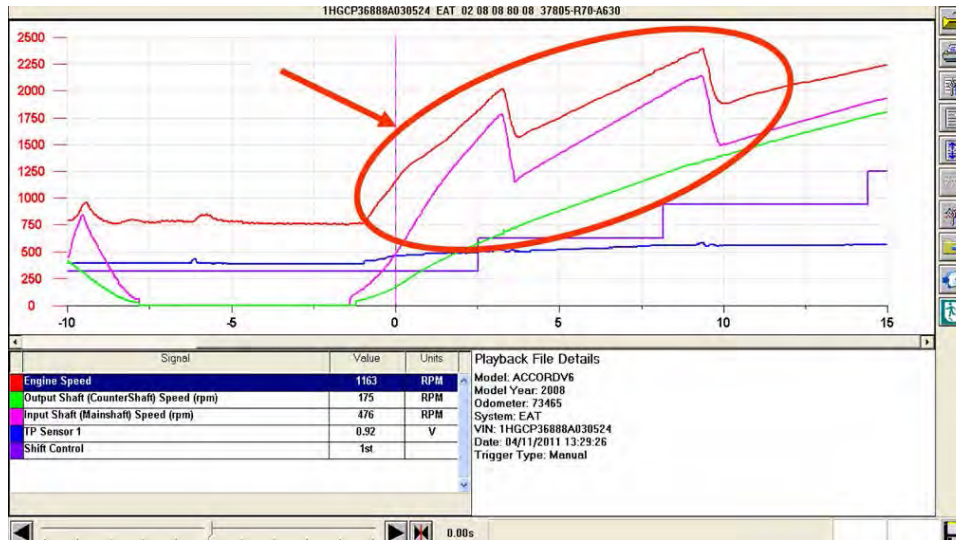 1HGCP36888A030524 EAT 02 08 08 80 08 37805-R70-A630
2500
2250
2000
1750
1500
1250
1000
750
500
250
0
-10
-5
0
5
10
15
Signal Value Units
Engine Speed 1163 RPM
Output Shaft (CounterShaft) Speed (rpm) 175 RPM
Input Shaft (Mainshaft) Speed (rpm) 476 RPM
TP Sensor 1 0.92 V
Shift Control 1st
Playback File Details
Model: ACCORDV6
Model Year: 2008
Odometer: 73465
System: EAT
VIN: 1HGCP36888A030524
Date: 04/11/2011 13:29:26
Trigger Type: Manual
0.00s